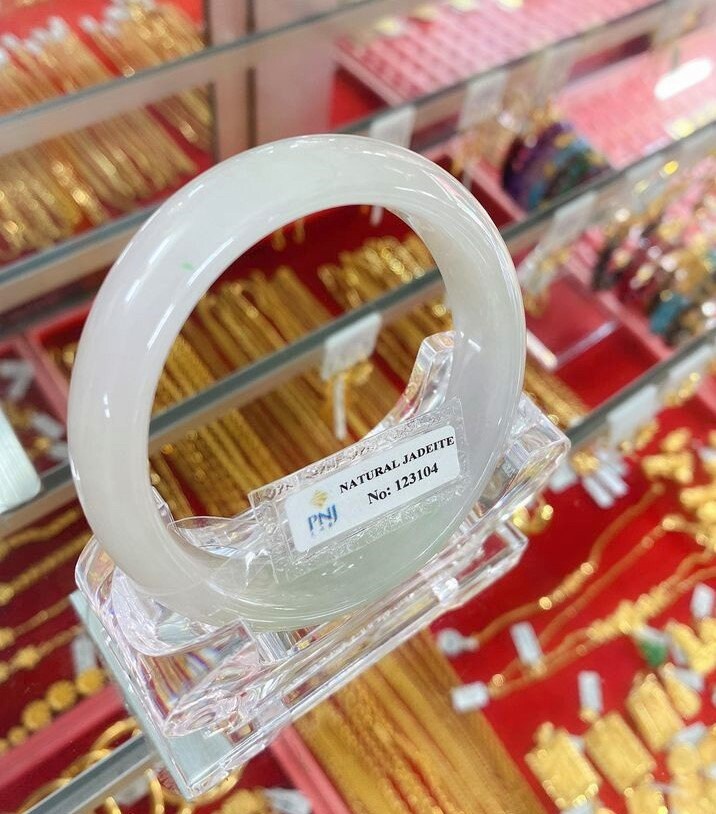 NATURAL JADEITE
No: 123104
PNJ